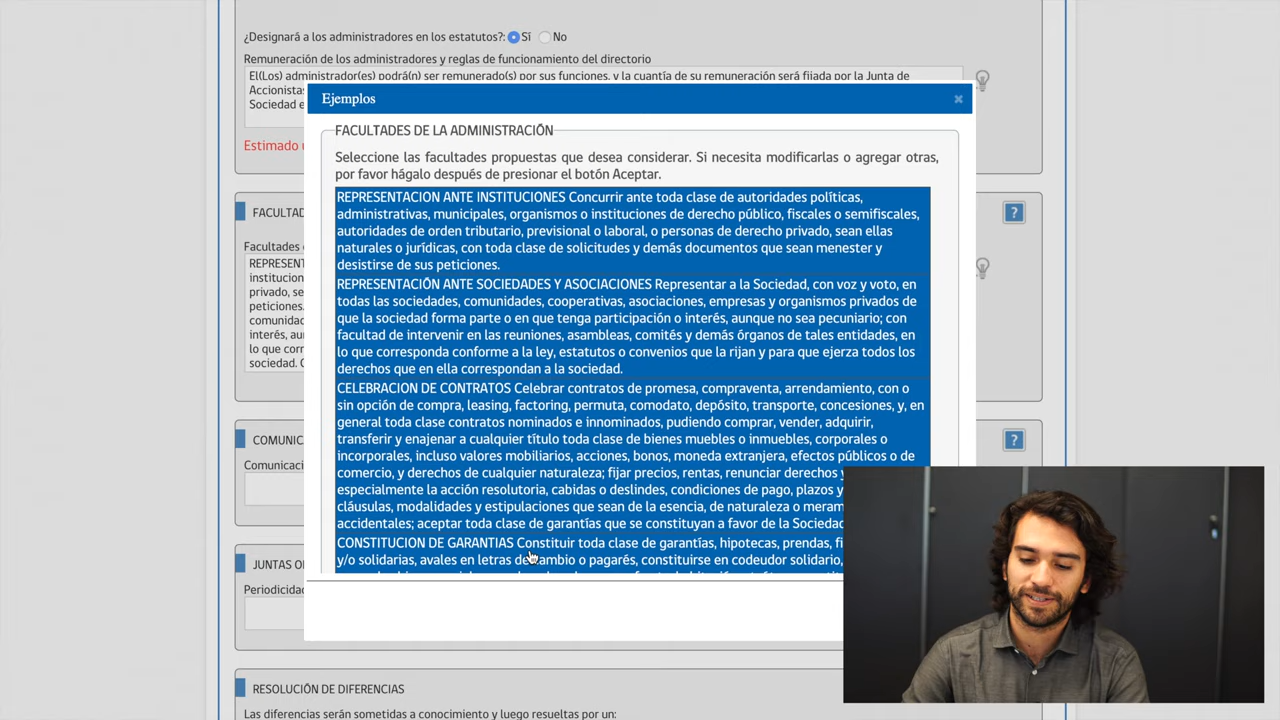 ¿Designará a los administradores en los estatutos?: Sí No
Remuneración de los administradores y reglas de funcionamiento del directorio
El(Los) administrador(es) podrá(n) ser remunerado(s) por sus funciones, y la cuantía de su remuneración será fijada por la Junta de
Accionistas
Sociedad e
Estimado
Ejemplos
×
FACULTADES DE LA ADMINISTRACIÓN
Seleccione las facultades propuestas que desea considerar. Si necesita modificarlas o agregar otras,
por favor hágalo después de presionar el botón Aceptar.
REPRESENTACION ANTE INSTITUCIONES Concurrir ante toda clase de autoridades políticas,
administrativas, municipales, organismos o instituciones de derecho público, fiscales o semifiscales,
autoridades de orden tributario, previsional o laboral, o personas de derecho privado, sean ellas
naturales o jurídicas, con toda clase de solicitudes y demás documentos que sean menester y
desistirse de sus peticiones.
REPRESENTACIÓN ANTE SOCIEDADES Y ASOCIACIONES Representar a la Sociedad, con voz y voto, en
todas las sociedades, comunidades, cooperativas, asociaciones, empresas y organismos privados de
que la sociedad forma parte o en que tenga participación o interés, aunque no sea pecuniario; con
facultad de intervenir en las reuniones, asambleas, comités y demás órganos de tales entidades, en
lo que corresponda conforme a la ley, estatutos o convenios que la rijan y para que ejerza todos los
derechos que en ella correspondan a la sociedad.
CELEBRACION DE CONTRATOS Celebrar contratos de promesa, compraventa, arrendamiento, con o
sin opción de compra, leasing, factoring, permuta, comodato, depósito, transporte, concesiones, y, en
general toda clase contratos nominados e innominados, pudiendo comprar, vender, adquirir,
transferir y enajenar a cualquier título toda clase de bienes muebles o inmuebles, corporales o
incorporales, incluso valores mobiliarios, acciones, bonos, moneda extranjera, efectos públicos o de
comercio, y derechos de cualquier naturaleza; fijar precios, rentas, renunciar derechos y
especialmente la acción resolutoria, cabidas o deslindes, condiciones de pago, plazos y
cláusulas, modalidades y estipulaciones que sean de la esencia, de naturaleza o meram
accidentales; aceptar toda clase de garantías que se constituyan a favor de la Sociedad
CONSTITUCION DE GARANTIAS Constituir toda clase de garantías, hipotecas, prendas, fi
y/o solidarias, avales en letras de cambio o pagarés, constituirse en codeudor solidario,
FACULTAD
?
Facultades
REPRESENT
institucion
privado, se
peticiones.
comunidad
interés, au
lo que corr
sociedad. C
COMUNIC
?
Comunicaci
JUNTAS O
Periodicidad
RESOLUCIÓN DE DIFERENCIAS
Las diferencias serán sometidas a conocimiento y luego resueltas por un: